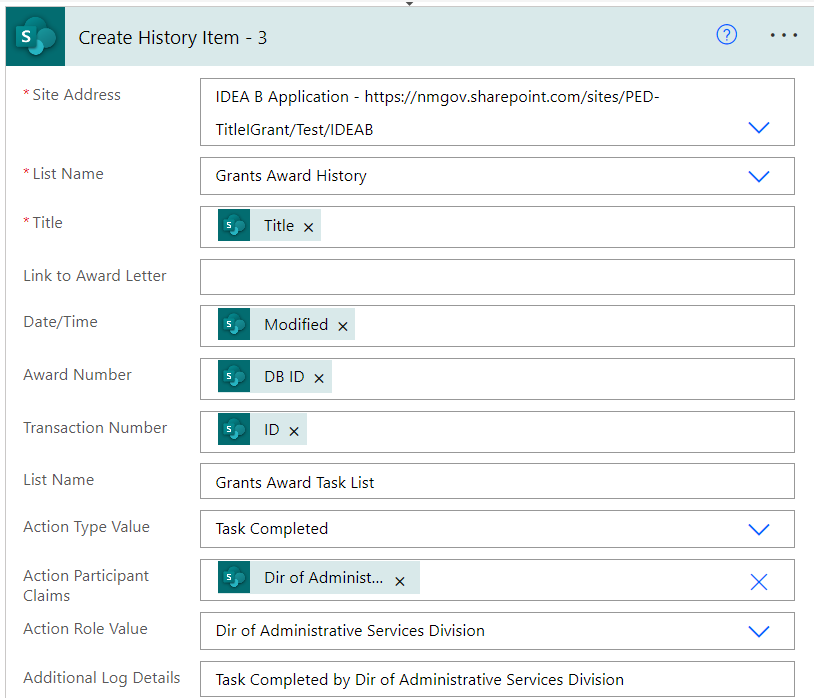 Create History Item - 3
* Site Address
IDEA B Application - https://nmgov.sharepoint.com/sites/PED-
TitleIGrant/Test/IDEAB
* List Name
Grants Award History
* Title
Title
Link to Award Letter
Date/Time
Modified
Award Number
DB ID
Transaction Number
ID
List Name
Grants Award Task List
Action Type Value
Task Completed
Action Participant
Claims
Dir of Administ...
Action Role Value
Dir of Administrative Services Division
Additional Log Details
Task Completed by Dir of Administrative Services Division